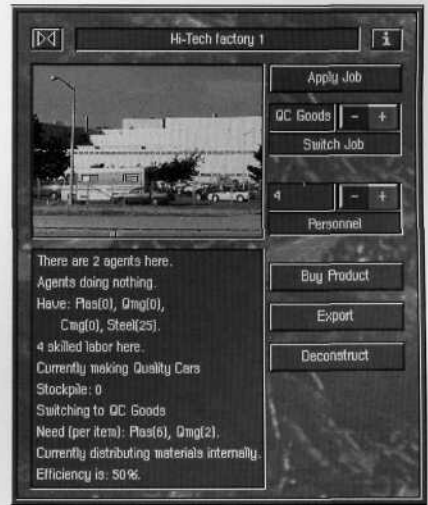 Hi-Tech factory 1
i
Apply Job
QC Goods - +
Switch Job
4 - +
Personnel
There are 2 agents here.
Agents doing nothing.
Have: Plas(0), Qmg(0),
Cmg(0), Steel(25).
4 skilled labor here.
Currently making Quality Cars
Stockpile: 0
Switching to QC Goods
Need (per item): Plas(6), Qmg(2).
Currently distributing materials internally.
Efficiency is: 50%.
Buy Product
Export
Deconstruct